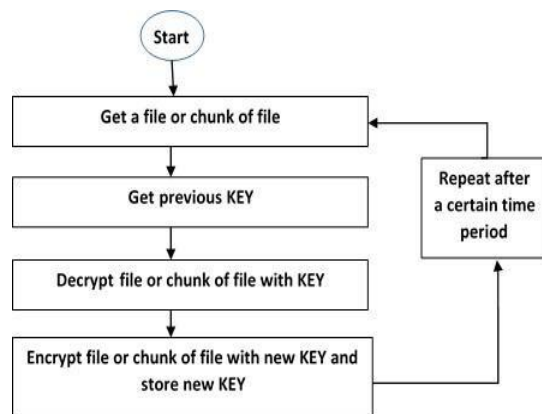 Start
Get a file or chunk of file
Get previous KEY
Decrypt file or chunk of file with KEY
Encrypt file or chunk of file with new KEY and
store new KEY
Repeat after
a certain time
period